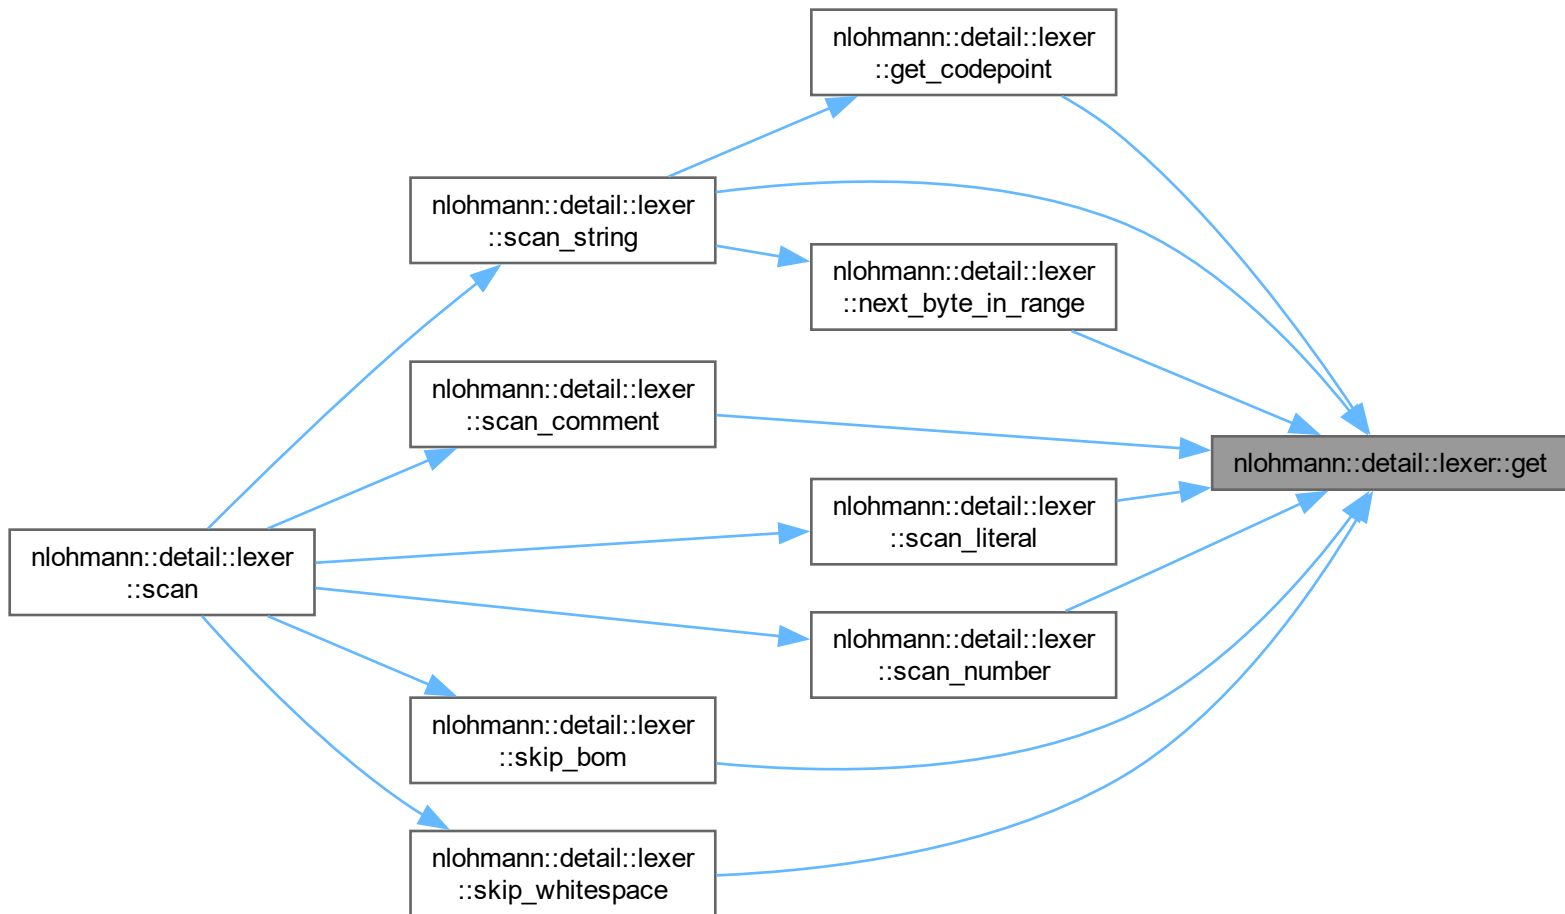 nlohmann::detail::lexer
::get_codepoint
nlohmann::detail::lexer
::scan_string
nlohmann::detail::lexer
::next_byte_in_range
nlohmann::detail::lexer
::scan_comment
nlohmann::detail::lexer::get
nlohmann::detail::lexer
::scan_literal
nlohmann::detail::lexer
::scan
nlohmann::detail::lexer
::scan_number
nlohmann::detail::lexer
::skip_bom
nlohmann::detail::lexer
::skip_whitespace